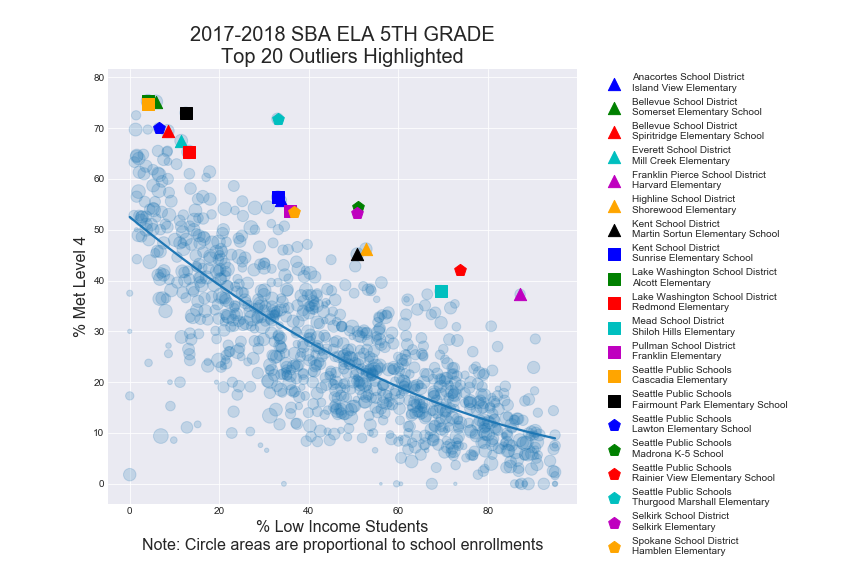 2017-2018 SBA ELA 5TH GRADE
Top 20 Outliers Highlighted
80
70
60
50
40
30
20
10
0
% Met Level 4
0
20
40
60
80
% Low Income Students
Note: Circle areas are proportional to school enrollments
Anacortes School District
Island View Elementary
Bellevue School District
Somerset Elementary School
Bellevue School District
Spiritridge Elementary School
Everett School District
Mill Creek Elementary
Franklin Pierce School District
Harvard Elementary
Highline School District
Shorewood Elementary
Kent School District
Martin Sortun Elementary School
Kent School District
Sunrise Elementary School
Lake Washington School District
Alcott Elementary
Lake Washington School District
Redmond Elementary
Mead School District
Shiloh Hills Elementary
Pullman School District
Franklin Elementary
Seattle Public Schools
Cascadia Elementary
Seattle Public Schools
Fairmount Park Elementary School
Seattle Public Schools
Lawton Elementary School
Seattle Public Schools
Madrona K-5 School
Seattle Public Schools
Rainier View Elementary School
Seattle Public Schools
Thurgood Marshall Elementary
Selkirk School District
Selkirk Elementary
Spokane School District
Hamblen Elementary